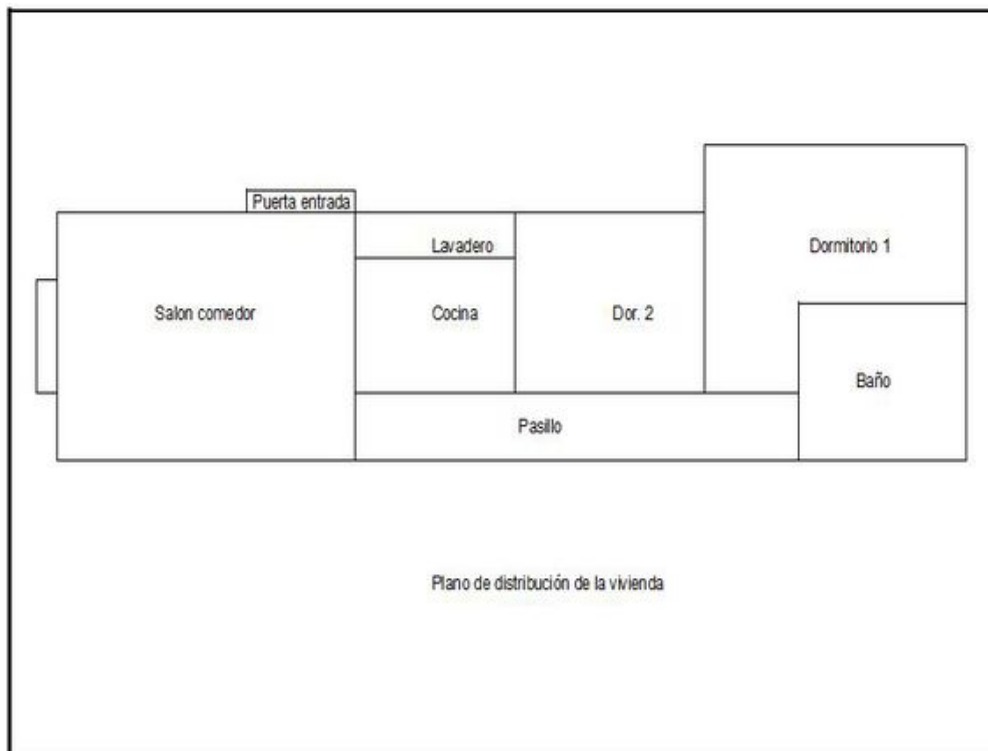 Puerta entrada
Lavadero
Dormitorio 1
Salon comedor
Cocina
Dor. 2
Baño
Pasillo
Plano de distribución de la vivienda